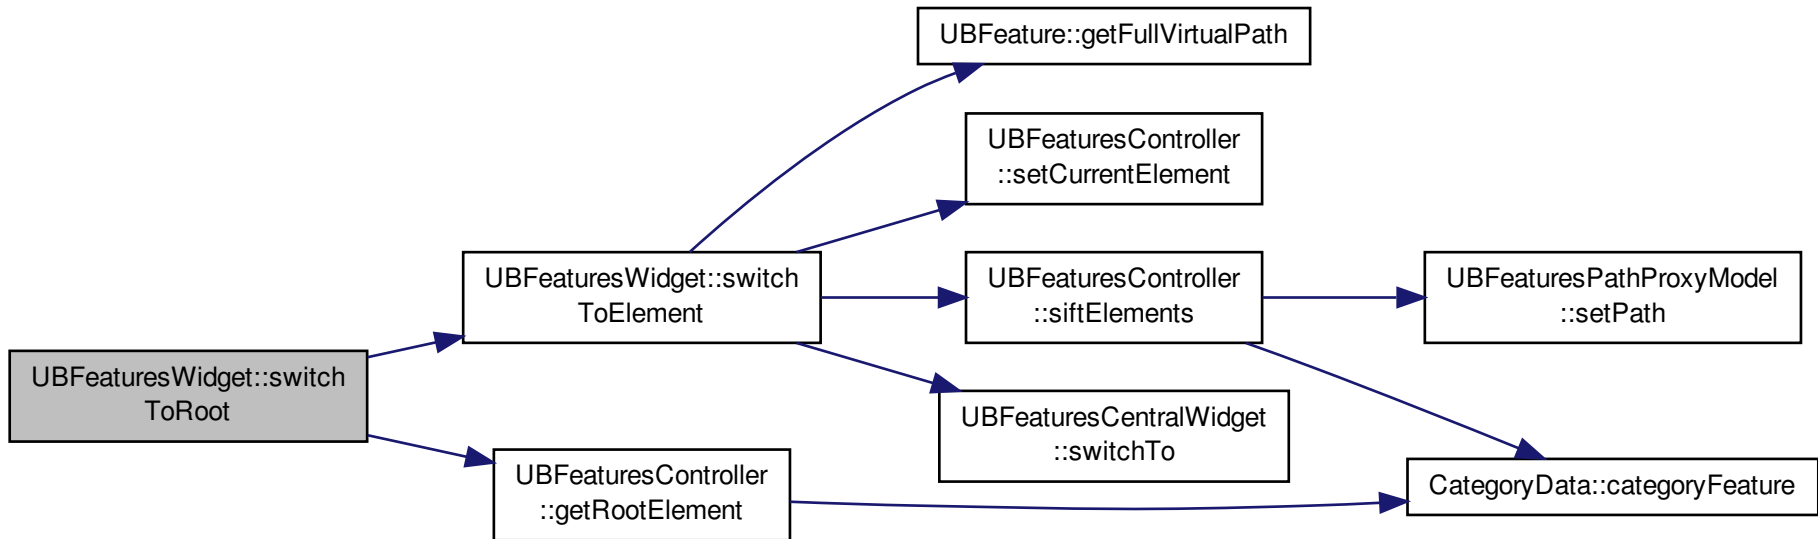 UBFeature::getFullVirtualPath
UBFeaturesController
::setCurrentElement
UBFeaturesWidget::switch
ToElement
UBFeaturesController
::siftElements
UBFeaturesPathProxyModel
::setPath
UBFeaturesWidget::switch
ToRoot
UBFeaturesCentralWidget
::switchTo
UBFeaturesController
::getRootElement
CategoryData::categoryFeature